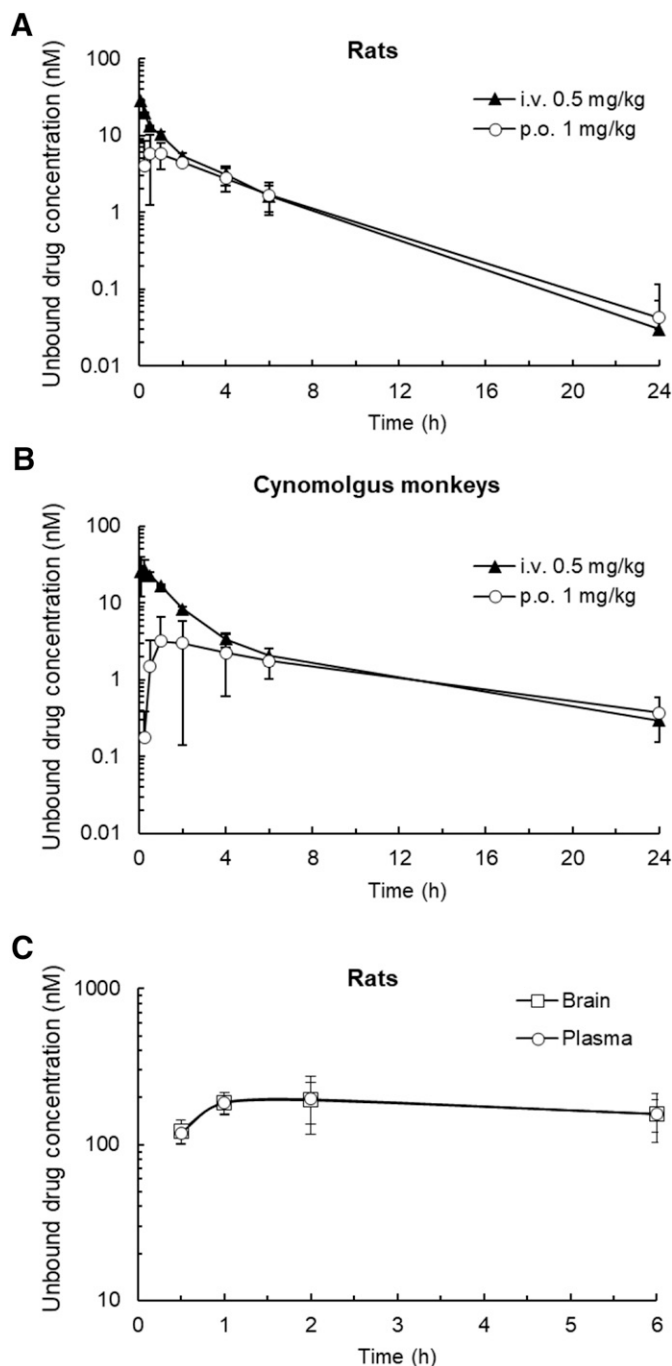 A
Rats
Unbound drug concentration (nM)
100
10
1
0.1
0.01
i.v. 0.5 mg/kg
p.o. 1 mg/kg
0 4 8 12 16 20 24
Time (h)
B
Cynomolgus monkeys
Unbound drug concentration (nM)
100
10
1
0.1
0.01
i.v. 0.5 mg/kg
p.o. 1 mg/kg
0 4 8 12 16 20 24
Time (h)
C
Rats
Unbound drug concentration (nM)
1000
100
10
Brain
Plasma
0 1 2 3 4 5 6
Time (h)